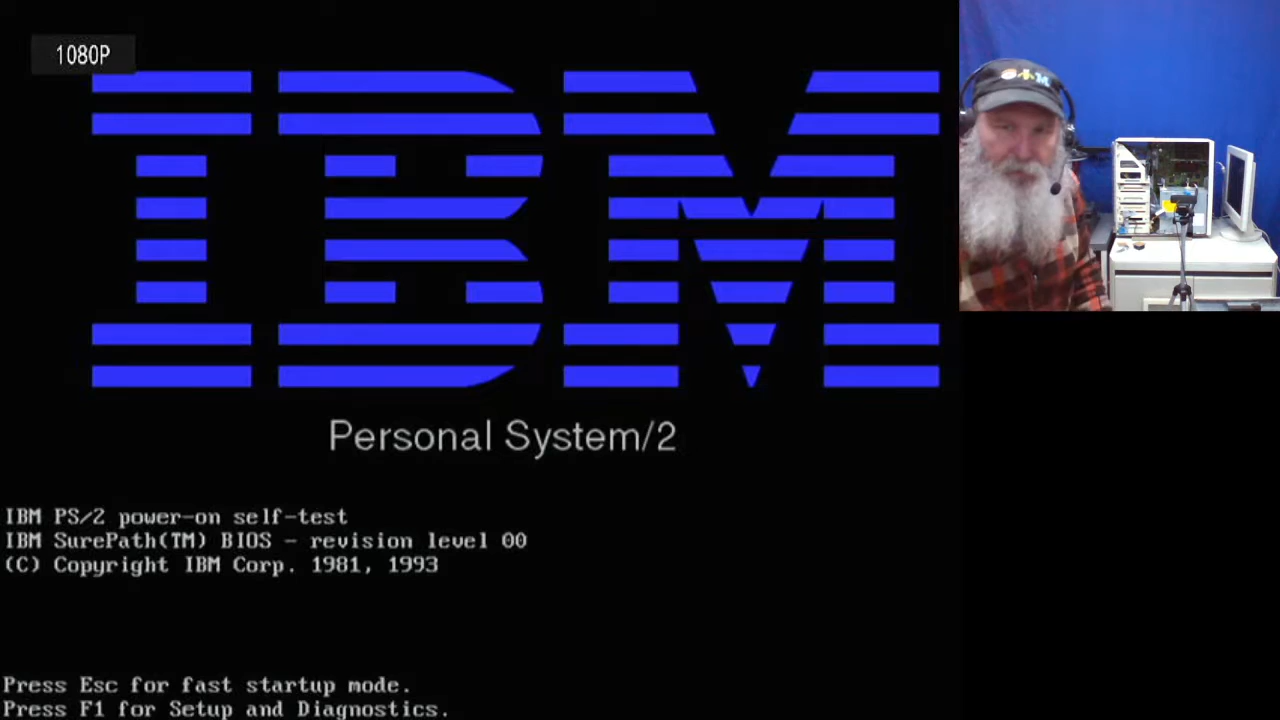 1080P
IBM
Personal System/2
IBM PS/2 power-on self-test
IBM SurePath(TM) BIOS - revision level 00
(C) Copyright IBM Corp. 1981, 1993
Press Esc for fast startup mode.
Press F1 for Setup and Diagnostics.